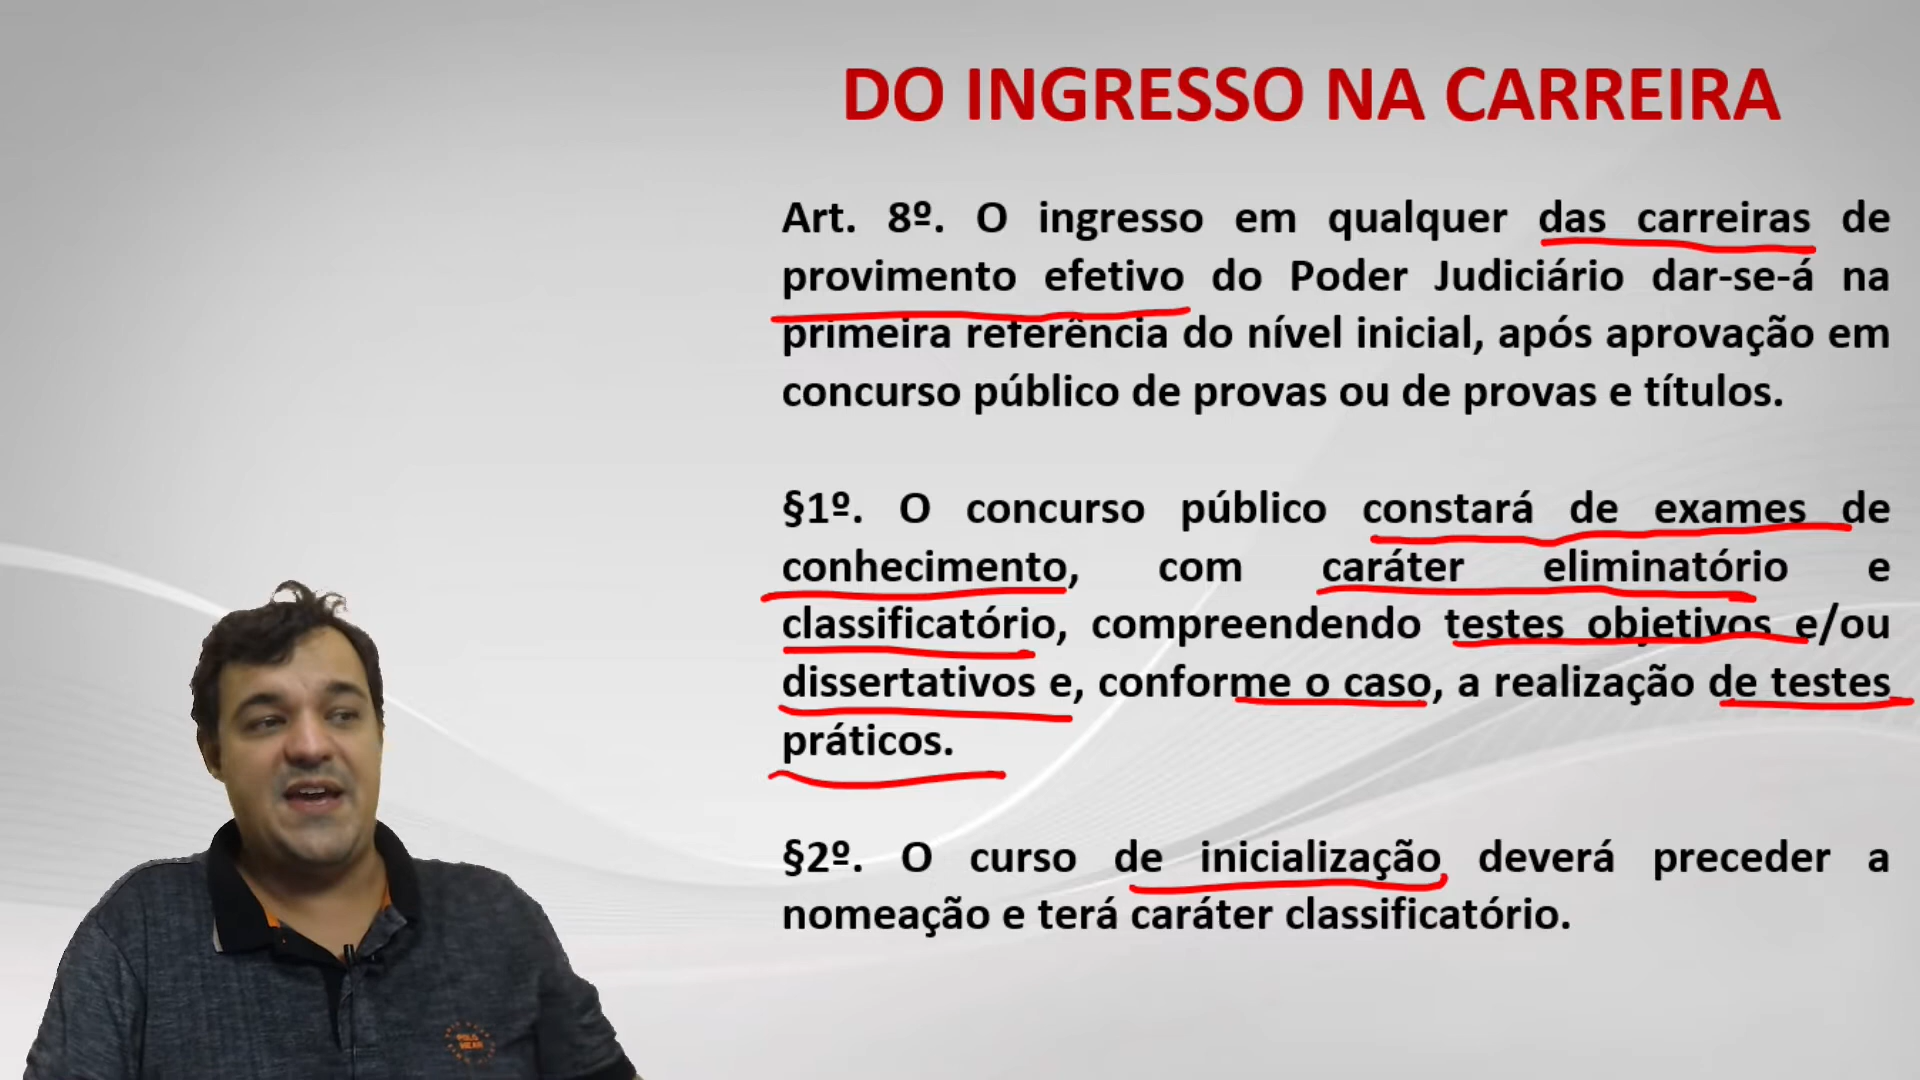 DO INGRESSO NA CARREIRA
Art. 8º. O ingresso em qualquer das carreiras de
provimento efetivo do Poder Judiciário dar-se-á na
primeira referência do nível inicial, após aprovação em
concurso público de provas ou de provas e títulos.
§1º. O concurso público constará de exames de
conhecimento, com caráter eliminatório e
classificatório, compreendendo testes objetivos e/ou
dissertativos e, conforme o caso, a realização de testes
práticos.
§2º. O curso de inicialização deverá preceder a
nomeação e terá caráter classificatório.